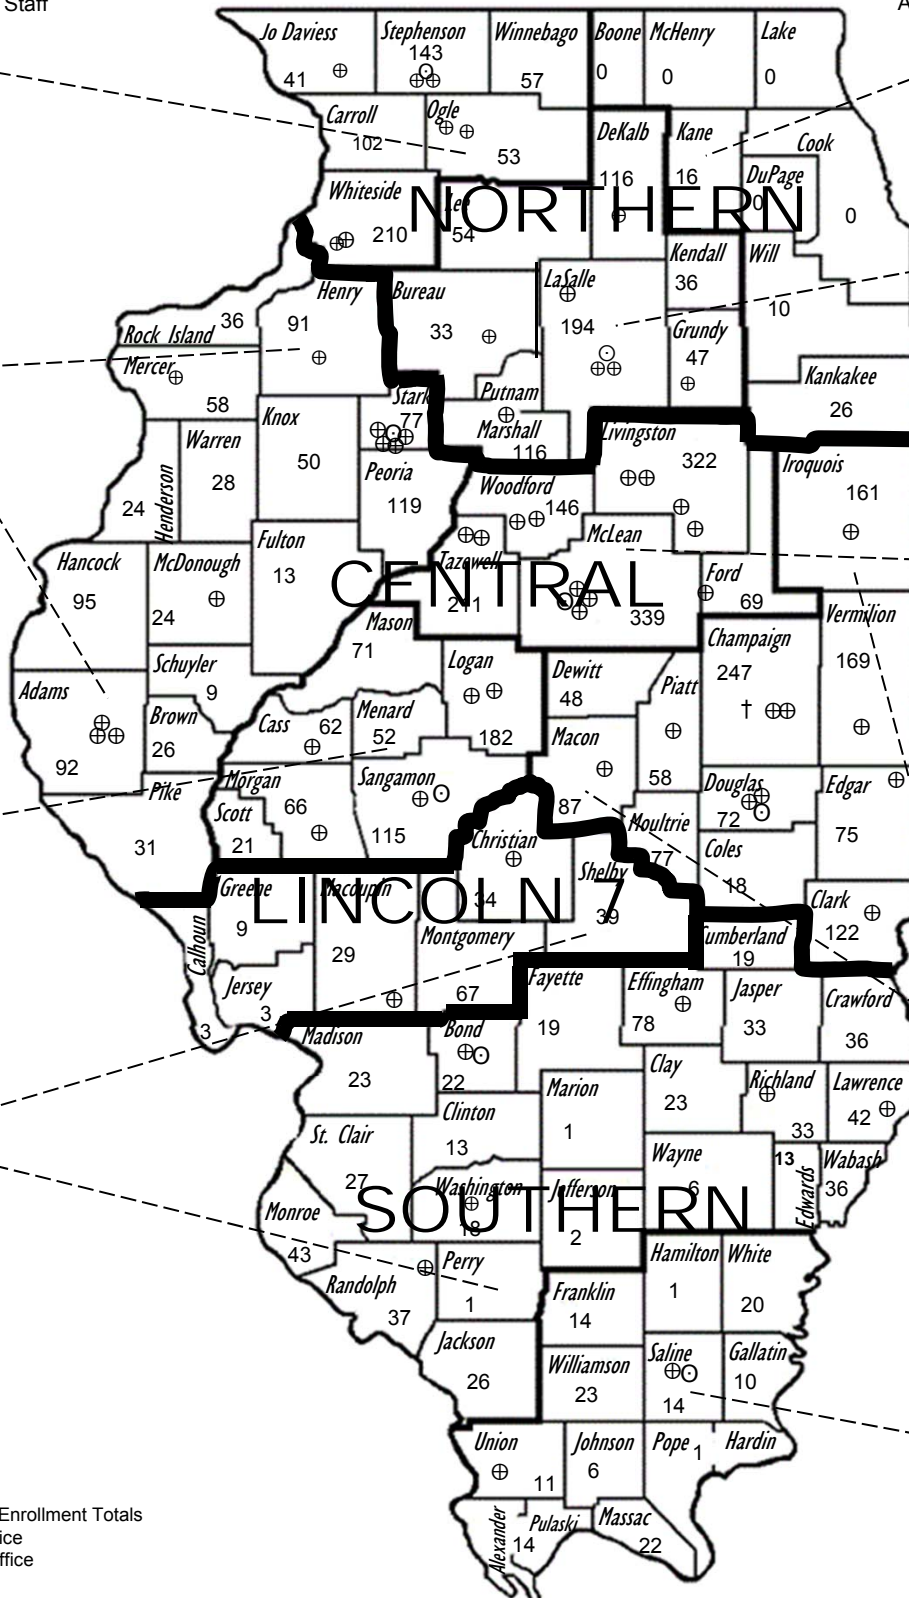 Staff
A
Jo Daviess
41
Stephenson
143
Winnebago
57
Boone
0
McHenry
0
Lake
0
Carroll
102
Ogle
53
DeKalb
116
Kane
16
Cook
0
DuPage
0
Whiteside
210
Lee
54
NORTHERN
Kendall
36
Will
10
Henry
91
Bureau
33
LaSalle
194
Grundy
47
Rock Island
36
Mercer
58
Kankakee
26
Putnam
Stark
77
Knox
50
Marshall
116
Livingston
322
Iroquois
161
Warren
28
Henderson
24
Peoria
119
Woodford
146
McLean
339
Hancock
95
McDonough
24
Fulton
13
Tazewell
211
CENTRAL
Ford
69
Mason
71
Vermilion
169
Champaign
247
†
Schuyler
9
Logan
182
Dewitt
48
Piatt
58
Adams
92
Brown
26
Cass
62
Menard
52
Macon
87
Pike
31
Morgan
66
Scott
21
Sangamon
115
Douglas
72
Edgar
75
Moultrie
77
Coles
18
Christian
34
Shelby
39
Greene
9
Macoupin
29
LINCOLN 7
Clark
122
Calhoun
3
Montgomery
67
Cumberland
19
Jersey
3
Fayette
19
Effingham
78
Jasper
33
Crawford
36
Madison
23
Bond
22
Clay
23
Richland
33
Lawrence
42
Marion
1
Clinton
13
St. Clair
27
Wayne
6
13
Edwards
Wabash
36
Washington
18
Jefferson
2
SOUTHERN
Monroe
43
Randolph
37
Perry
1
Hamilton
1
White
20
Franklin
14
Jackson
26
Williamson
23
Saline
14
Gallatin
10
Union
11
Johnson
6
Pope
1
Hardin
Alexander
14
Pulaski
Massac
22
Enrollment Totals
ice
ffice